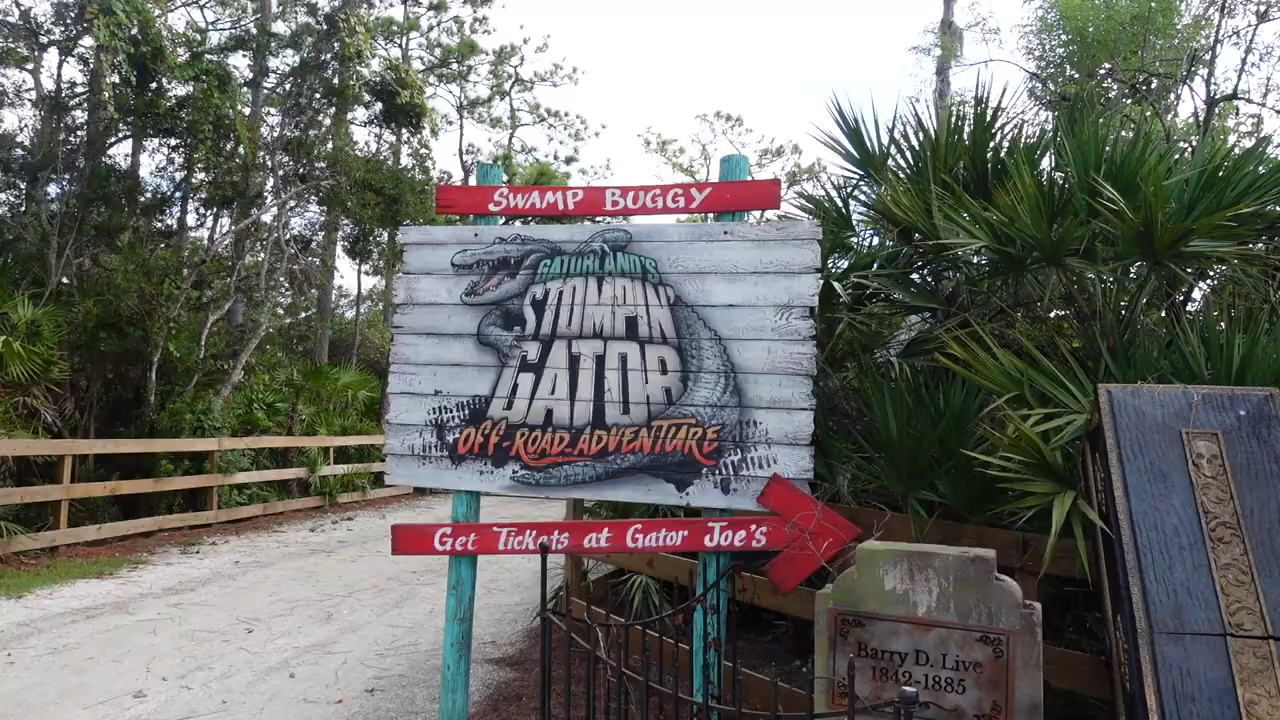 SWAMP BUGGY
GATORLAND'S
STOMPIN'
GATOR
OFF-ROAD ADVENTURE
Get Tickets at Gator Joe's
Barry D. Live
1842-1885